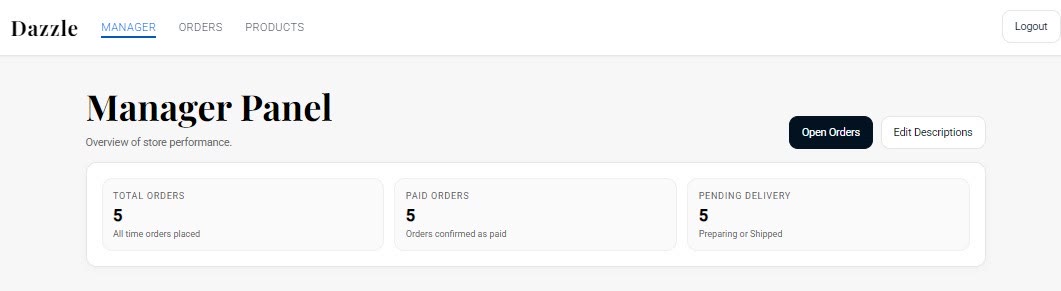 Dazzle MANAGER ORDERS PRODUCTS Logout
Manager Panel
Overview of store performance.
Open Orders Edit Descriptions
TOTAL ORDERS
5
All time orders placed
PAID ORDERS
5
Orders confirmed as paid
PENDING DELIVERY
5
Preparing or Shipped